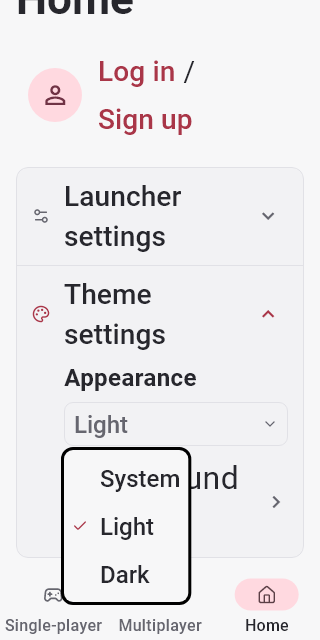 Home
Log in /
Sign up
Launcher
settings
Theme
settings
Appearance
Light
System
Light
Dark
Single-player
Multiplayer
Home